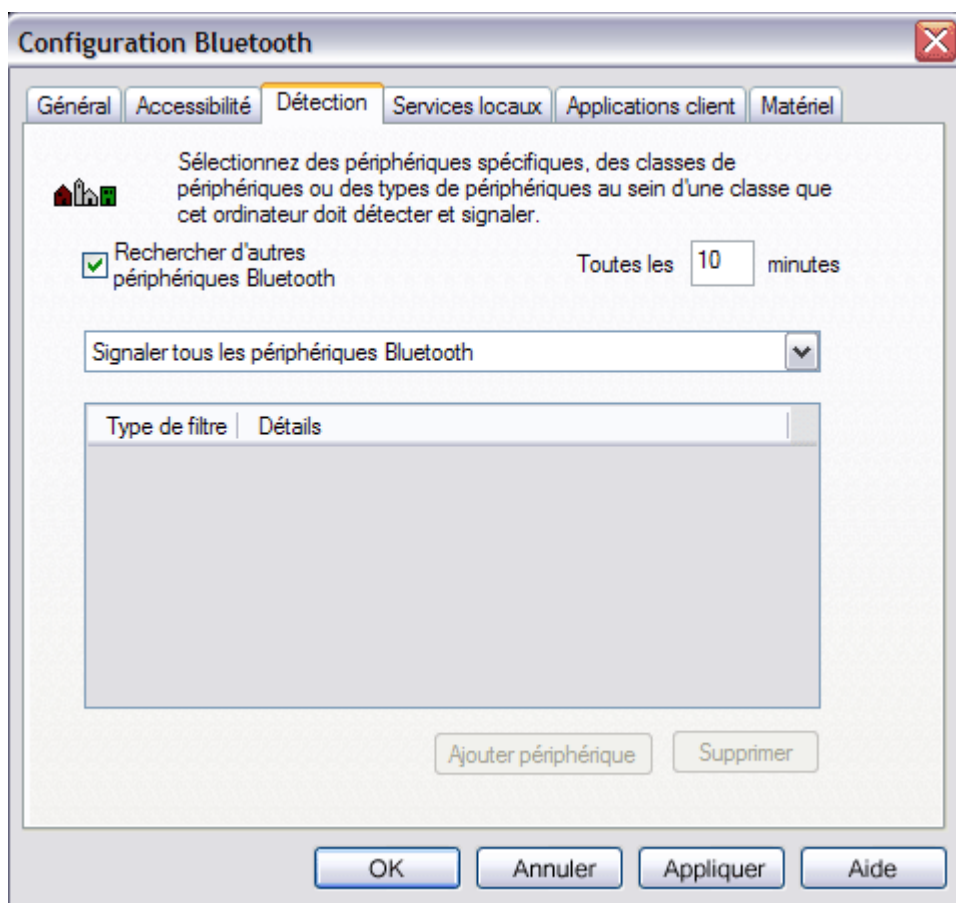 Configuration Bluetooth
Général Accessibilité Détection Services locaux Applications client Matériel
Sélectionnez des périphériques spécifiques, des classes de
périphériques ou des types de périphériques au sein d'une classe que
cet ordinateur doit détecter et signaler.
Rechercher d'autres
périphériques Bluetooth
Toutes les 10 minutes
Signaler tous les périphériques Bluetooth
Type de filtre Détails
Ajouter périphérique Supprimer
OK Annuler Appliquer Aide